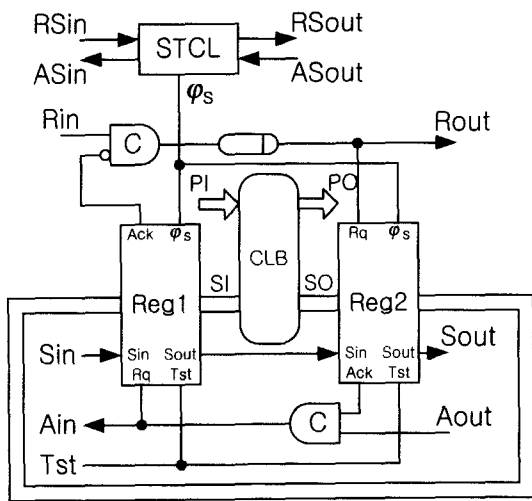 RSin
STCL
RSout
ASin
ASout
φs
Rin
C
Rout
PI
PO
Ack
φs
CLB
Rq
φs
Reg1
SI
SO
Reg2
Sin
Sin
Sout
Rq
Tst
Sin
Sout
Ack
Tst
Sout
Ain
C
Aout
Tst